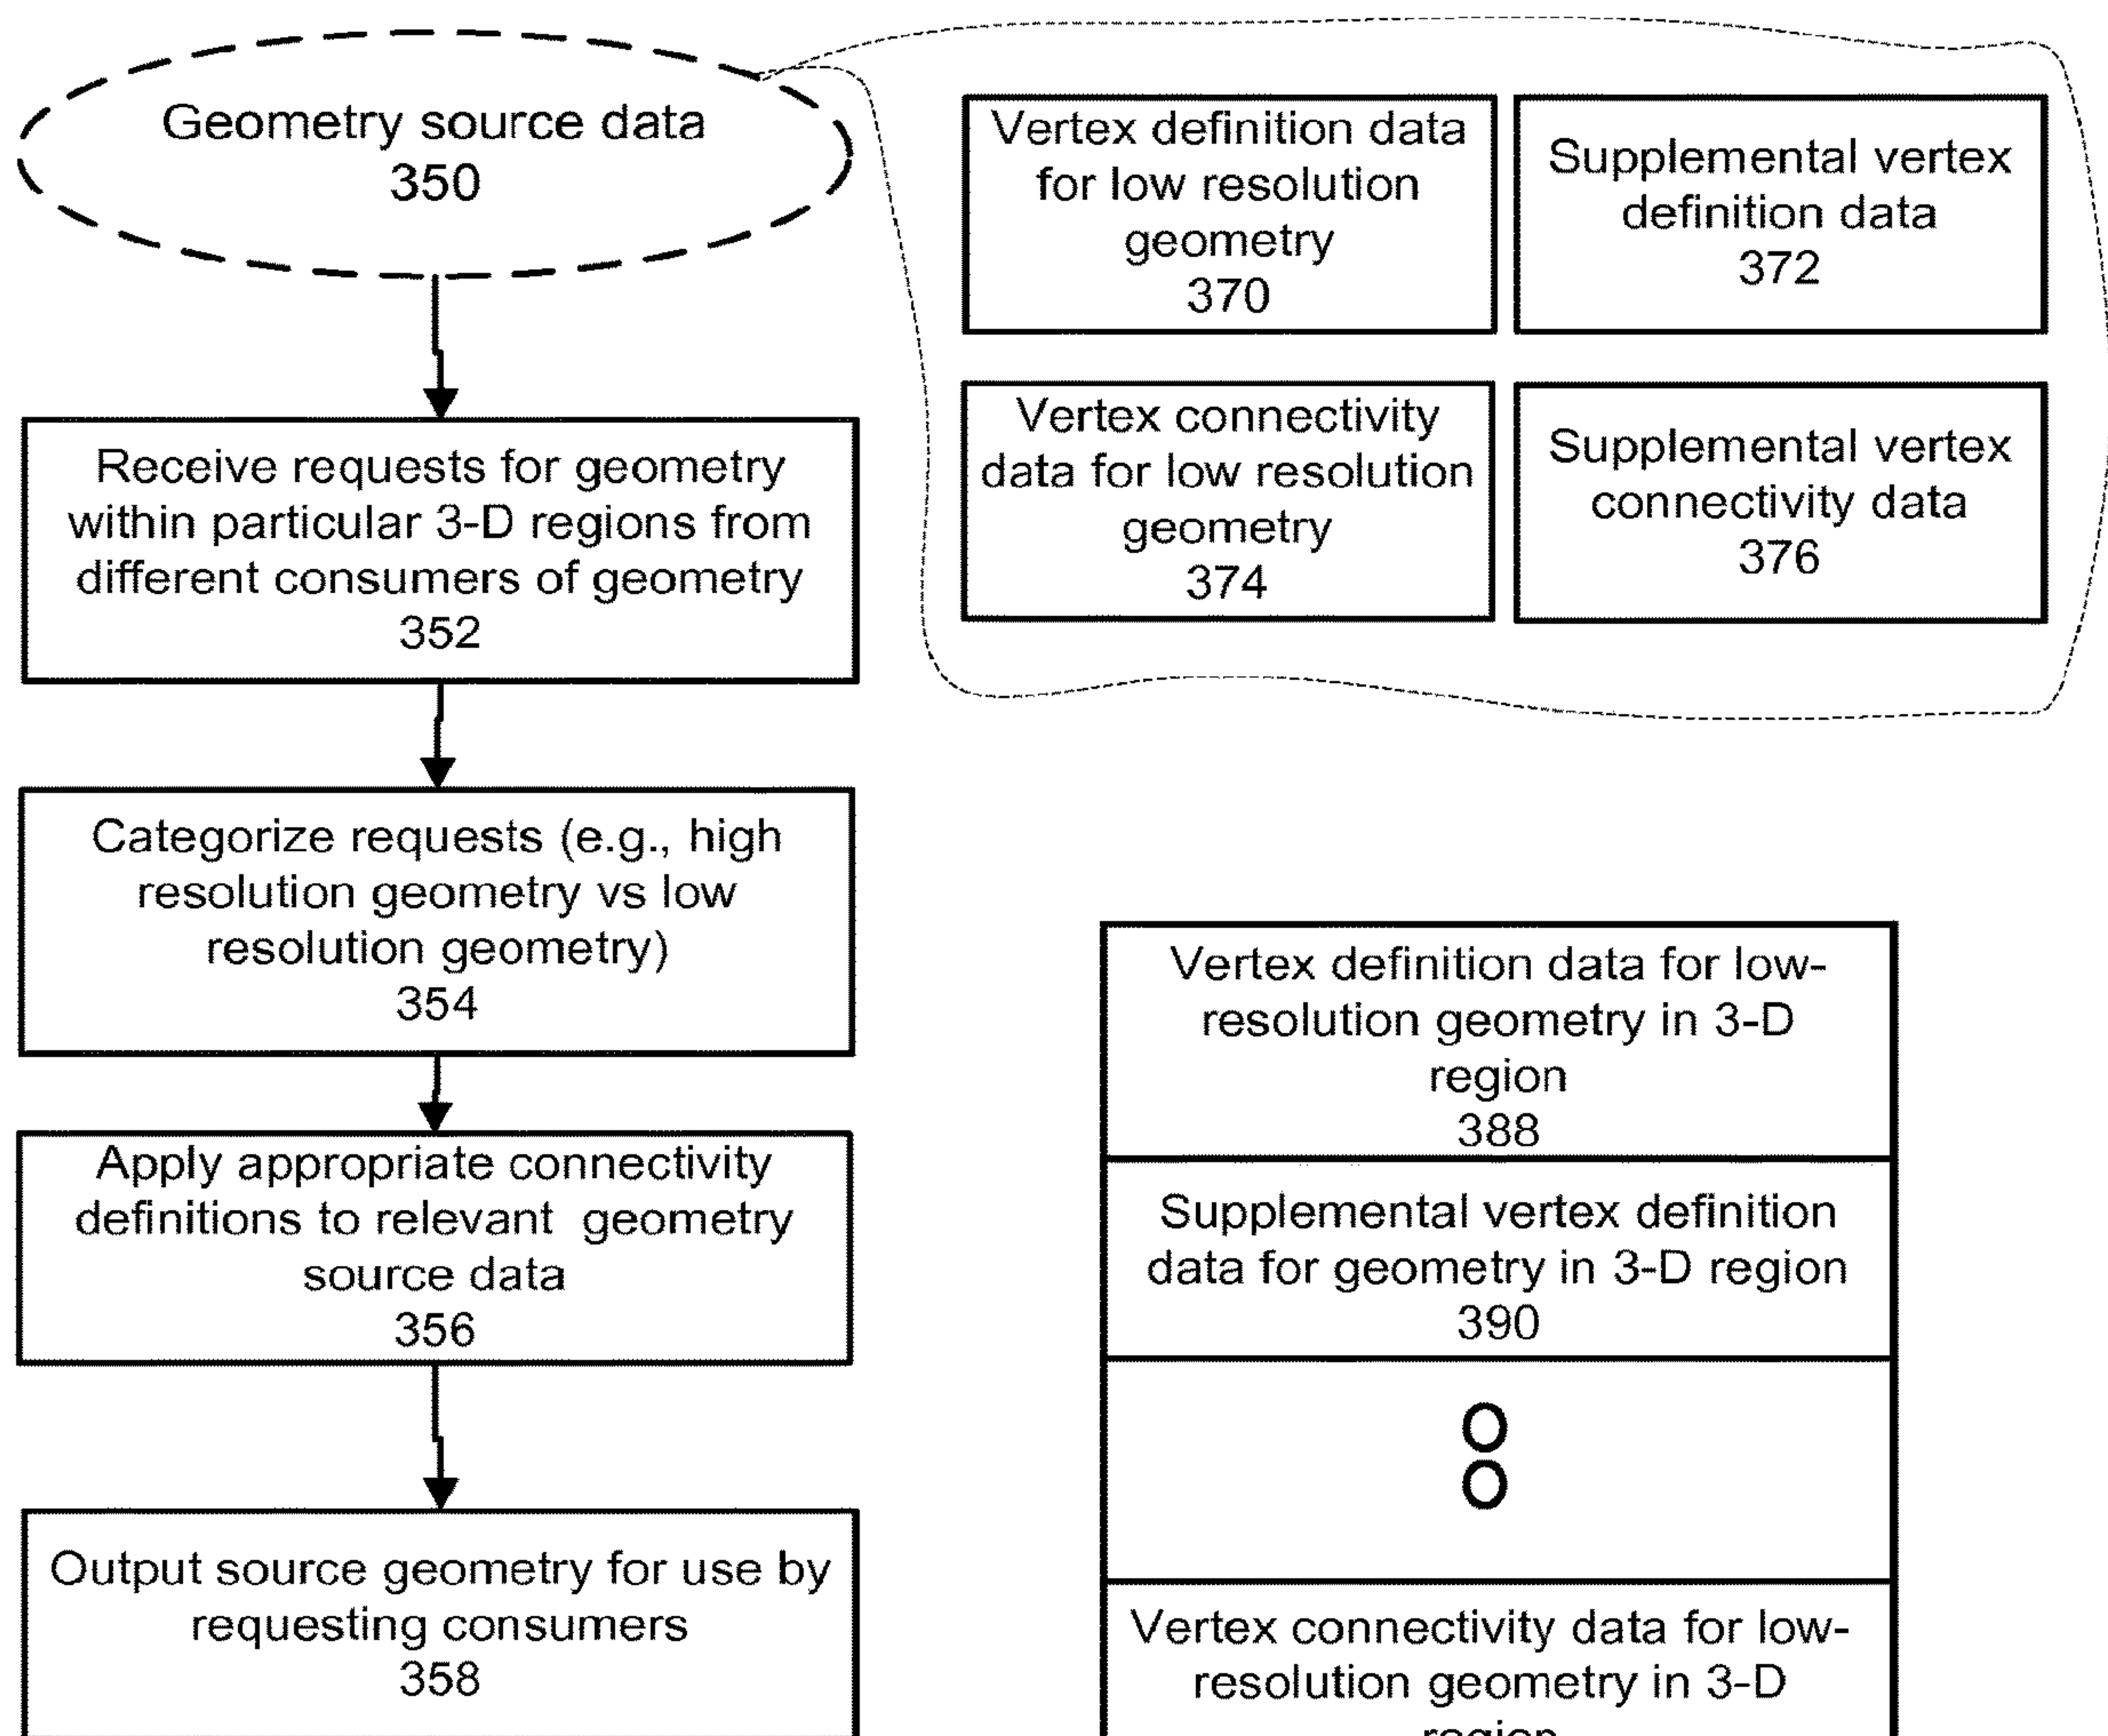 Geometry source data
350
Receive requests for geometry
within particular 3-D regions from
different consumers of geometry
352
Categorize requests (e.g., high
resolution geometry vs low
resolution geometry)
354
Apply appropriate connectivity
definitions to relevant geometry
source data
356
Output source geometry for use by
requesting consumers
358
Vertex definition data
for low resolution
geometry
370
Supplemental vertex
definition data
372
Vertex connectivity
data for low resolution
geometry
374
Supplemental vertex
connectivity data
376
Vertex definition data for low-
resolution geometry in 3-D
region
388
Supplemental vertex definition
data for geometry in 3-D region
390
Vertex connectivity data for low-
resolution geometry in 3-D
region